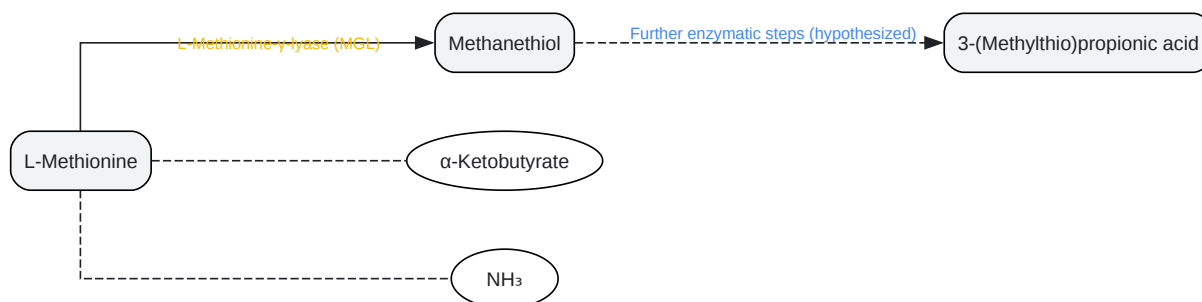 L-Methionine-γ-lyase (MGL)
Methanethiol
Further enzymatic steps (hypothesized)
3-(Methylthio)propionic acid
L-Methionine
α-Ketobutyrate
NH₃